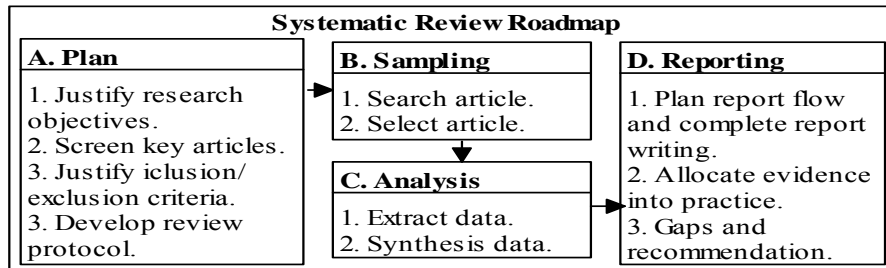 Systematic Review Roadmap
A. Plan
1. Justify research
objectives.
2. Screen key articles.
3. Justify iclusion/
exclusion criteria.
3. Develop review
protocol.
B. Sampling
1. Search article.
2. Select article.
C. Analysis
1. Extract data.
2. Synthesis data.
D. Reporting
1. Plan report flow
and complete report
writing.
2. Allocate evidence
into practice.
3. Gaps and
recommendation.